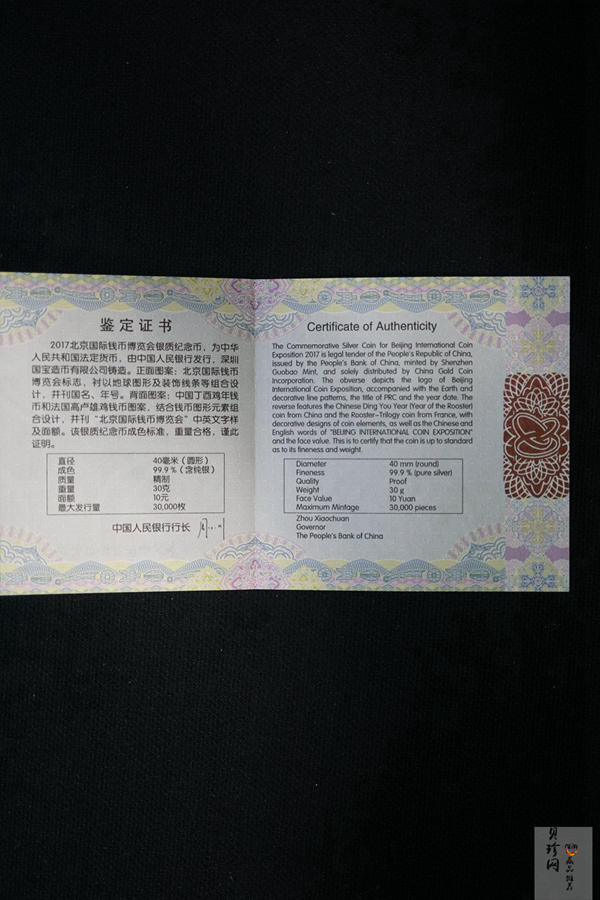 鉴定证书
2017北京国际钱币博览会银质纪念币，为中华
人民共和国法定货币，由中国人民银行发行，深圳
国宝造币有限公司铸造。正面图案：北京国际钱币
博览会标志，衬以地球图形及装饰线条等组合设
计，并刊国名、年号。背面图案：中国丁酉鸡年钱
币和法国高卢雄鸡钱币图案，结合钱币图形元素组
合设计，并刊“北京国际钱币博览会”中英文字样
及面额。该银质纪念币成色标准，重量合格，谨此
证明。
直径 40毫米（圆形）
成色 99.9％（含纯银）
质量 精制
重量 30克
面额 10元
最大发行量 30,000枚
中国人民银行行长
Certificate of Authenticity
The Commemorative Silver Coin for Beijing International Coin
Exposition 2017 is legal tender of the People's Republic of China,
issued by the People's Bank of China, minted by Shenzhen
Guobao Mint, and solely distributed by China Gold Coin
Incorporation. The obverse depicts the logo of Beijing
International Coin Exposition, accompanied with the Earth and
decorative line patterns, the title of PRC and the year date. The
reverse features the Chinese Ding You Year (Year of the Rooster)
coin from China and the Rooster-Trilogy coin from France, with
decorative designs of coin elements, as well as the Chinese and
English words of "BEIJING INTERNATIONAL COIN EXPOSITION"
and the face value. This is to certify that the coin is up to standard
as to its fineness and weight.
Diameter 40 mm (round)
Fineness 99.9 % (pure silver)
Quality Proof
Weight 30 g
Face Value 10 Yuan
Maximum Mintage 30,000 pieces
Zhou Xiaochuan
Governor
The People's Bank of China
贝珍网